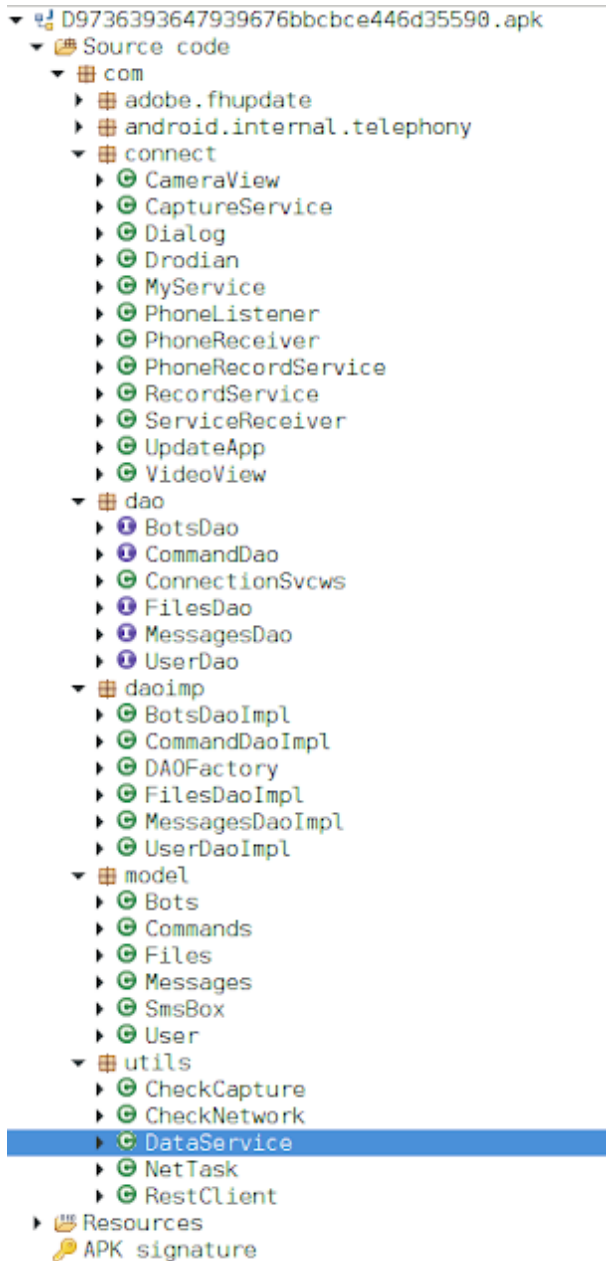 D97363936479396­76bbcbce446d35590.apk
Source code
com
adobe.fhupdate
android.internal.telephony
connect
CameraView
CaptureService
Dialog
Drodian
MyService
PhoneListener
PhoneReceiver
PhoneRecordService
RecordService
ServiceReceiver
UpdateApp
VideoView
dao
BotsDao
CommandDao
ConnectionSvcws
FilesDao
MessagesDao
UserDao
daoimp
BotsDaoImpl
CommandDaoImpl
DAOFactory
FilesDaoImpl
MessagesDaoImpl
UserDaoImpl
model
Bots
Commands
Files
Messages
SmsBox
User
utils
CheckCapture
CheckNetwork
DataService
NetTask
RestClient
Resources
APK signature